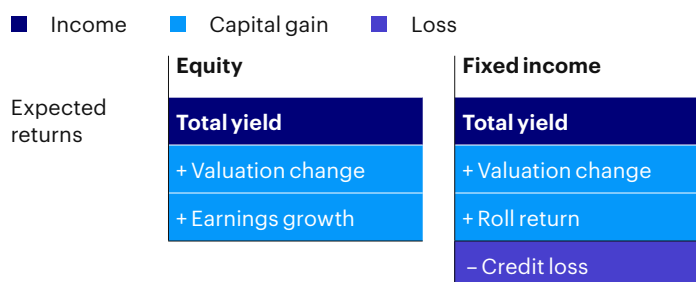 Income Capital gain Loss
Equity Fixed income
Expected
returns
Total yield Total yield
+ Valuation change + Valuation change
+ Earnings growth + Roll return
– Credit loss